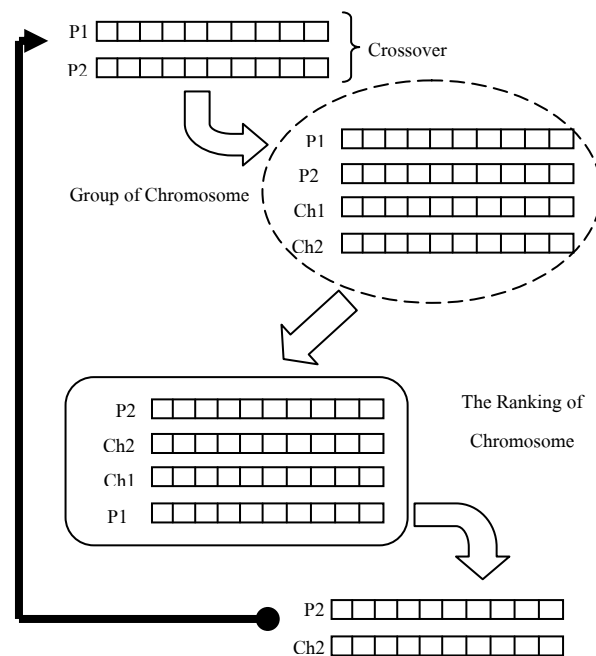 P1
Crossover
P2
P1
P2
Group of Chromosome
Ch1
Ch2
P2
The Ranking of
Chromosome
Ch2
Ch1
P1
P2
Ch2